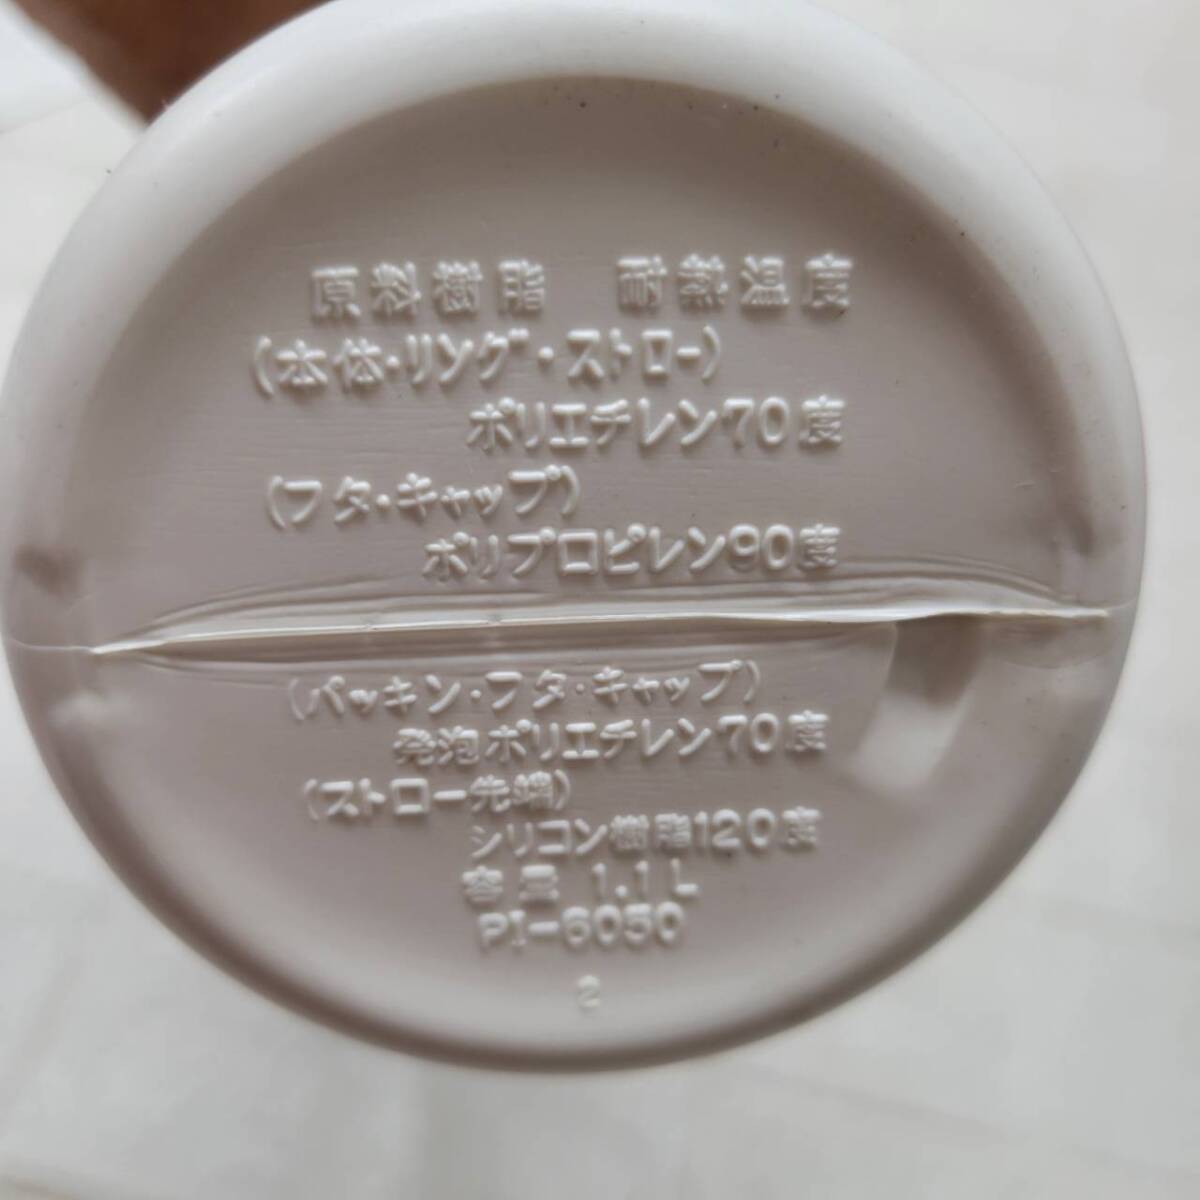 原料樹脂　耐熱温度
(本体・リング・ストロー)
ポリエチレン70度
(フタ・キャップ)
ポリプロピレン90度
(パッキン・フタ・キャップ)
発泡ポリエチレン70度
(ストロー先端)
シリコン樹脂120度
容量 1.1L
PI-6050
2